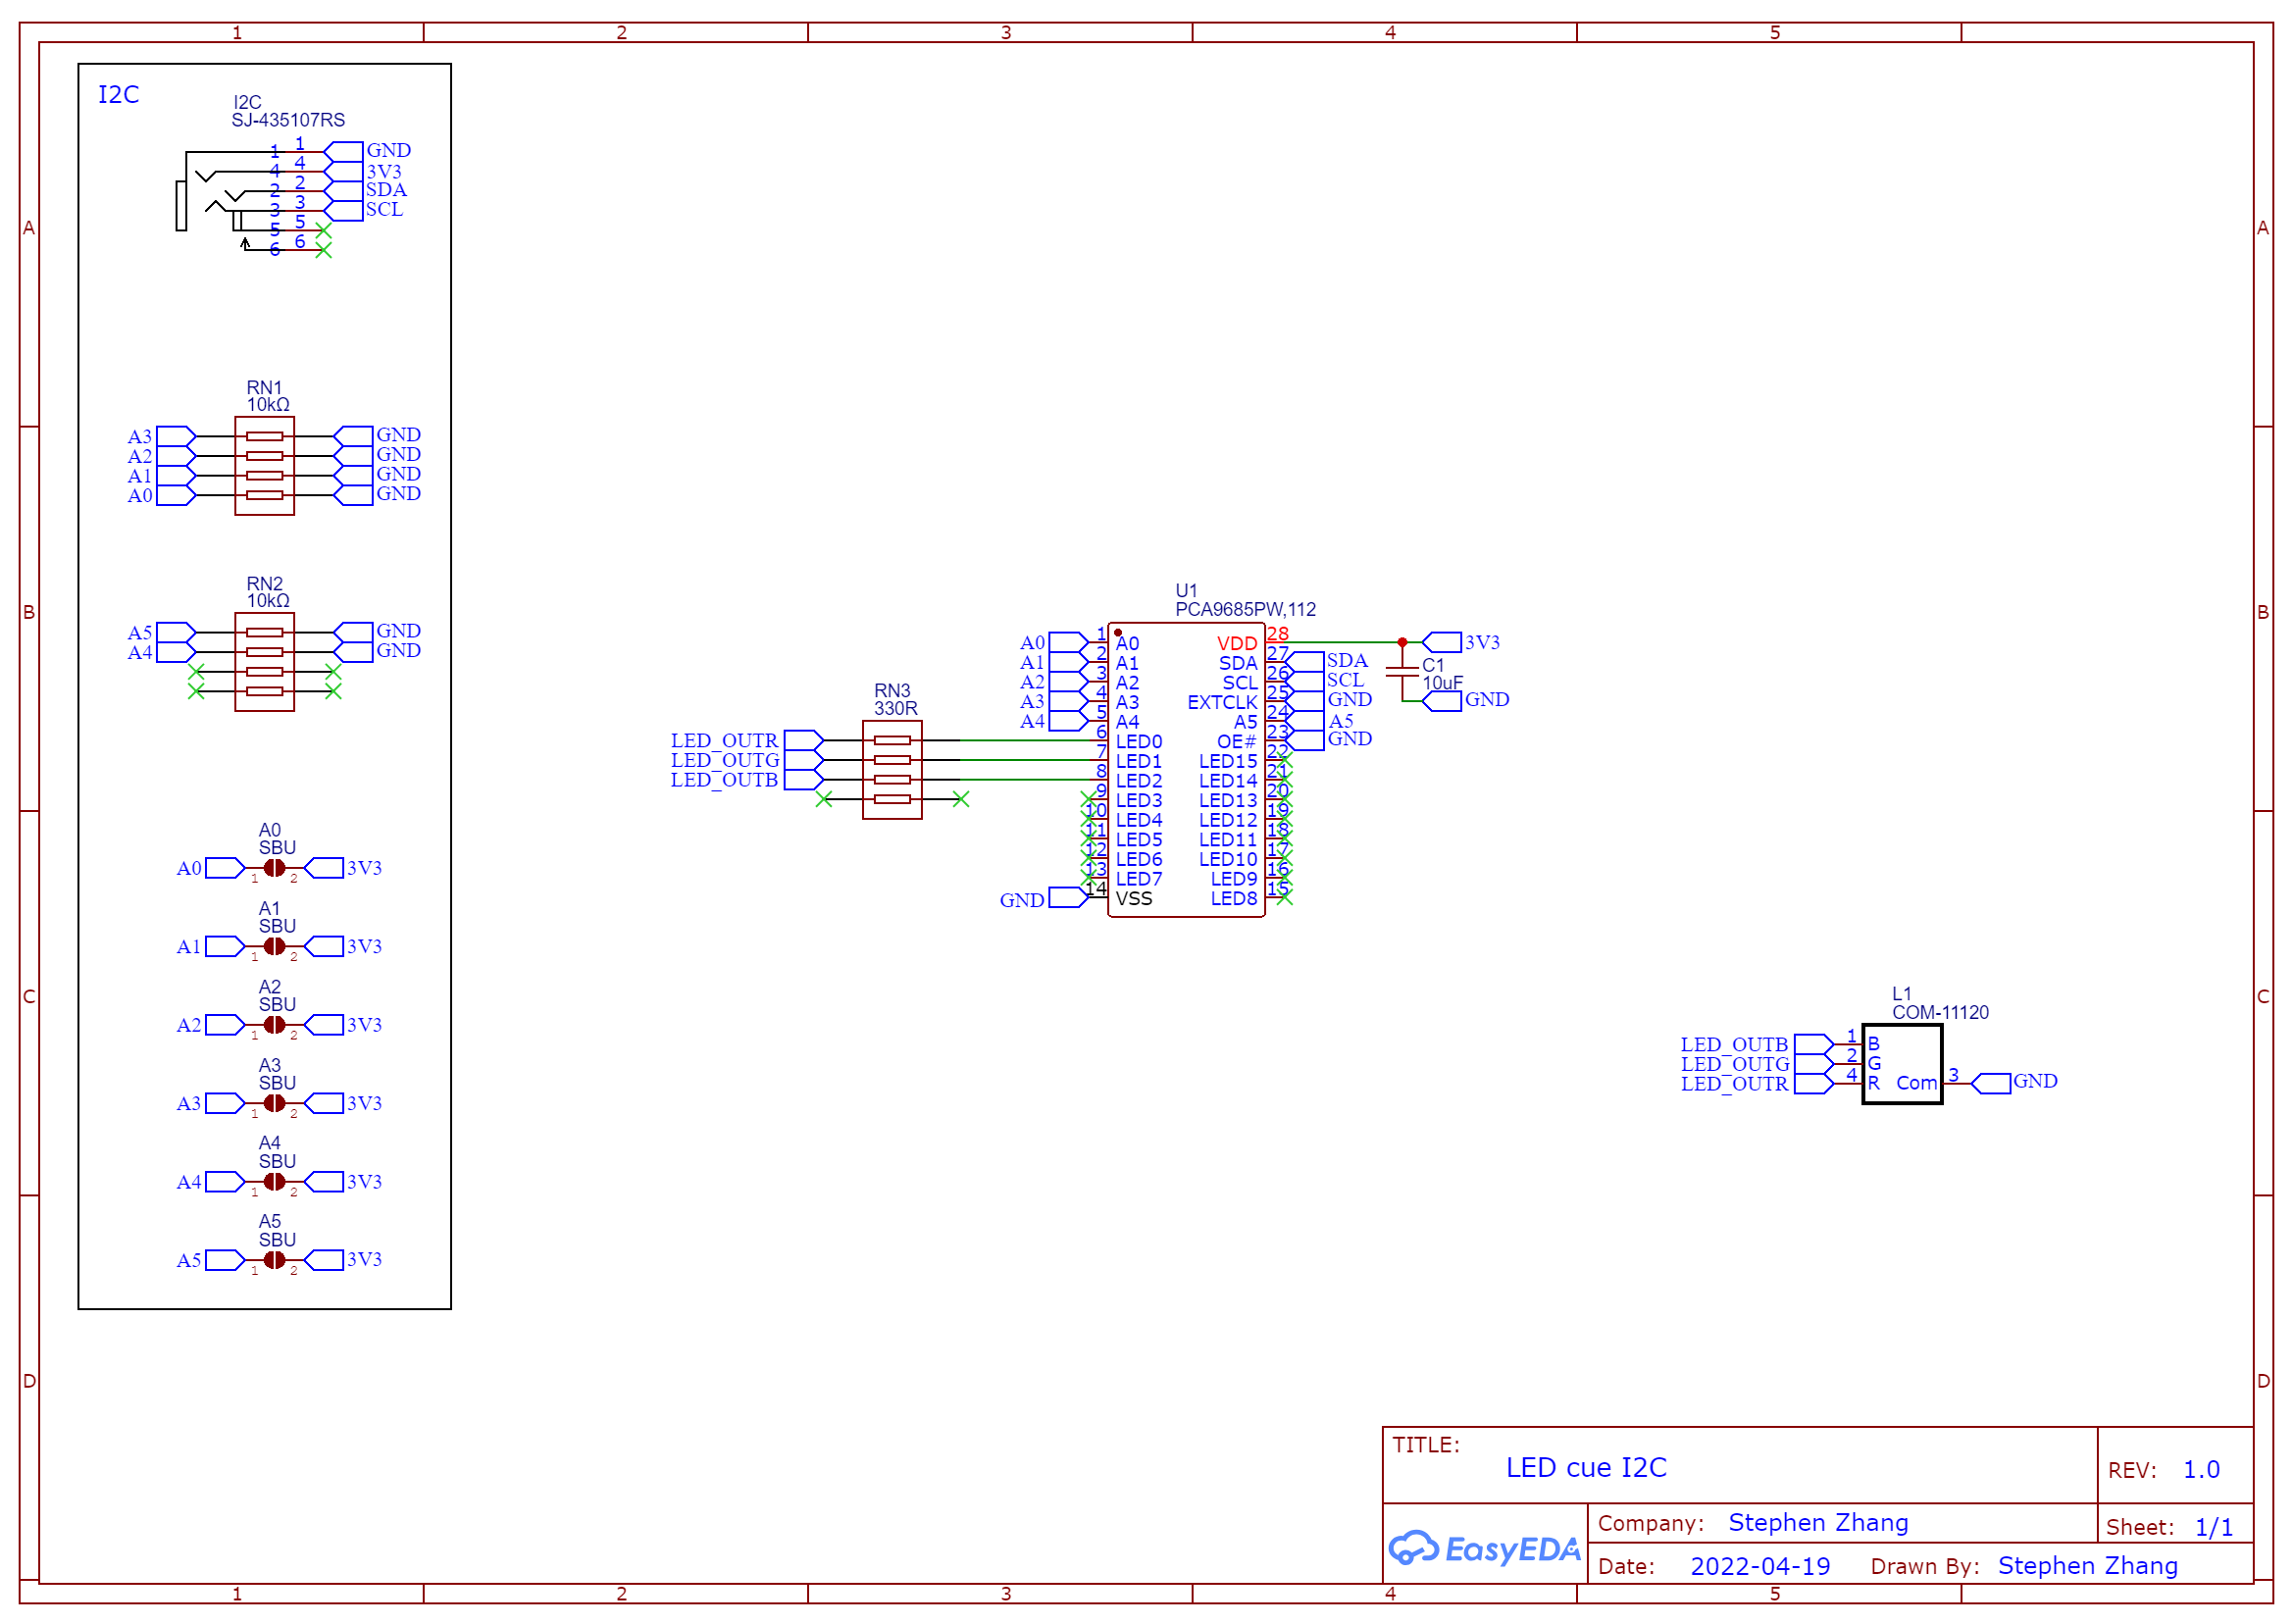 1 2 3 4 5
A A
B B
C C
D D
I2C
I2C
SJ-435107RS
1 1 GND
4 4 3V3
2 2 SDA
3 3 SCL
5 5
6 6
RN1
10kΩ
A3 GND
A2 GND
A1 GND
A0 GND
RN2
10kΩ
A5 GND
A4 GND
A0
SBU
A0 1 2 3V3
A1
SBU
A1 1 2 3V3
A2
SBU
A2 1 2 3V3
A3
SBU
A3 1 2 3V3
A4
SBU
A4 1 2 3V3
A5
SBU
A5 1 2 3V3
RN3
330R
LED_OUTR
LED_OUTG
LED_OUTB
U1
PCA9685PW,112
A0 1 A0 VDD 28 3V3
A1 2 A1 SDA 27 SDA
A2 3 A2 SCL 26 SCL
A3 4 A3 EXTCLK 25 GND
A4 5 A4 A5 24 A5
6 LED0 OE# 23 GND
7 LED1 LED15 22
8 LED2 LED14 21
9 LED3 LED13 20
10 LED4 LED12 19
11 LED5 LED11 18
12 LED6 LED10 17
13 LED7 LED9 16
GND 14 VSS LED8 15
C1
10uF
GND
L1
COM-11120
LED_OUTB 1 B
LED_OUTG 2 G
LED_OUTR 4 R Com 3 GND
TITLE:
LED cue I2C
REV: 1.0
EasyEDA
Company: Stephen Zhang
Sheet: 1/1
Date: 2022-04-19 Drawn By: Stephen Zhang
1 2 3 4 5